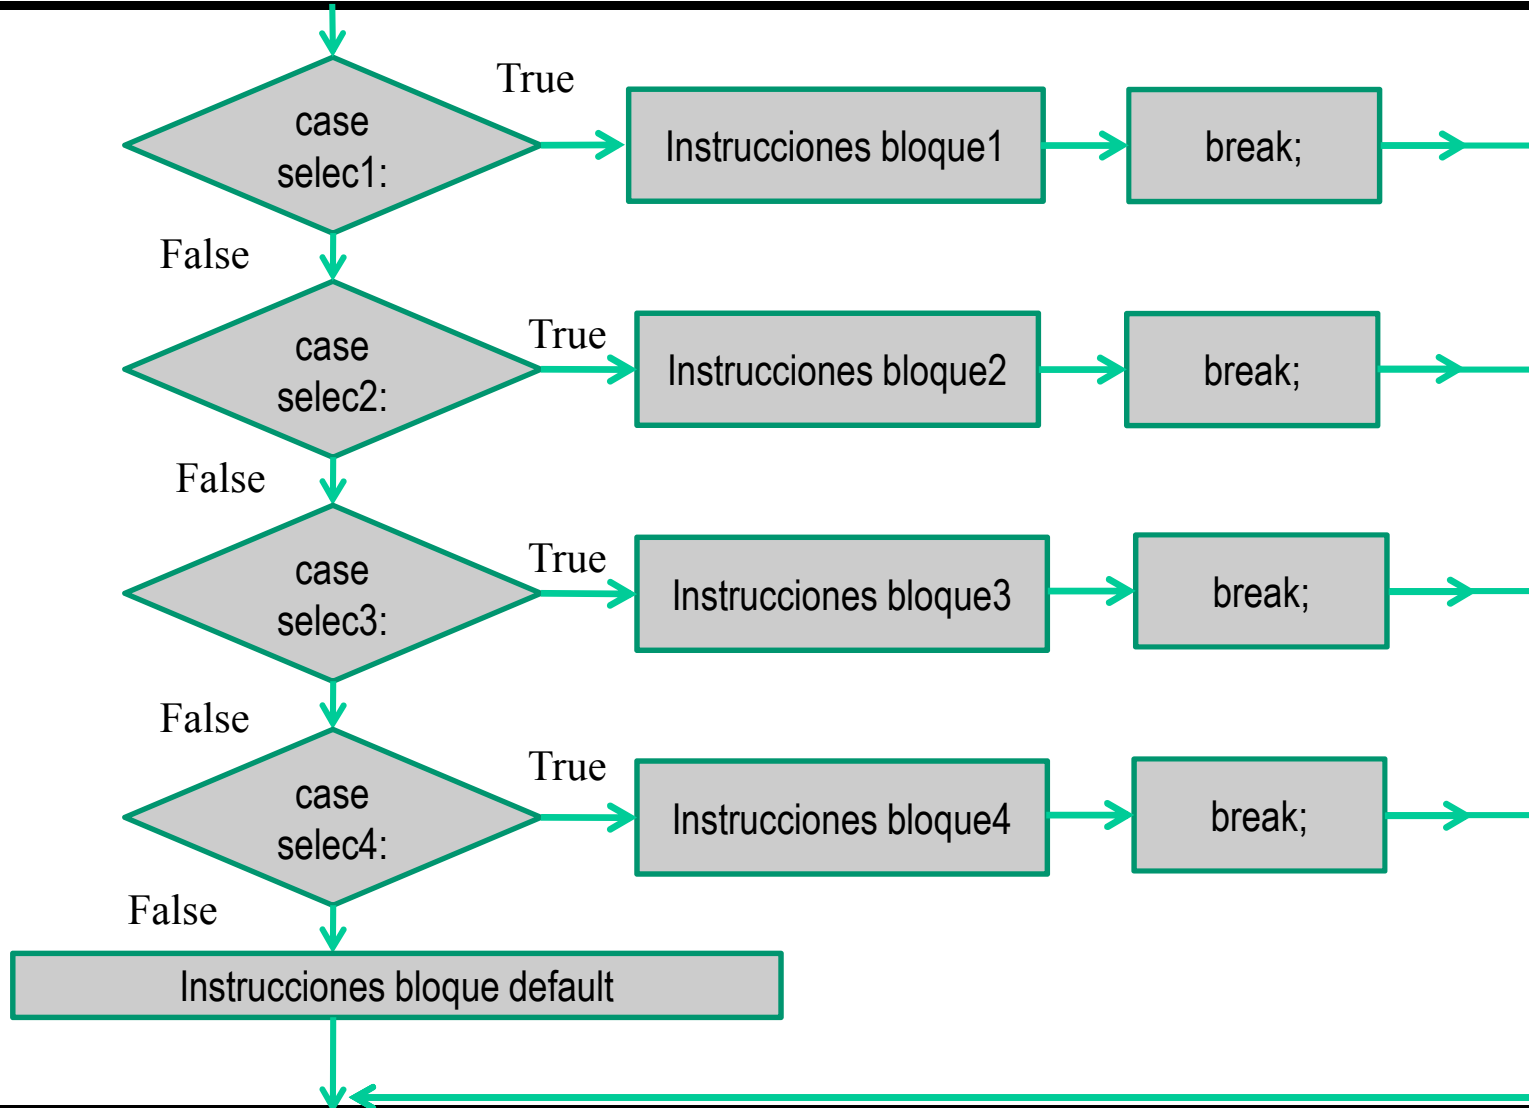 True
case
selec1:
Instrucciones bloque1
break;
False
True
case
selec2:
Instrucciones bloque2
break;
False
True
case
selec3:
Instrucciones bloque3
break;
False
True
case
selec4:
Instrucciones bloque4
break;
False
Instrucciones bloque default